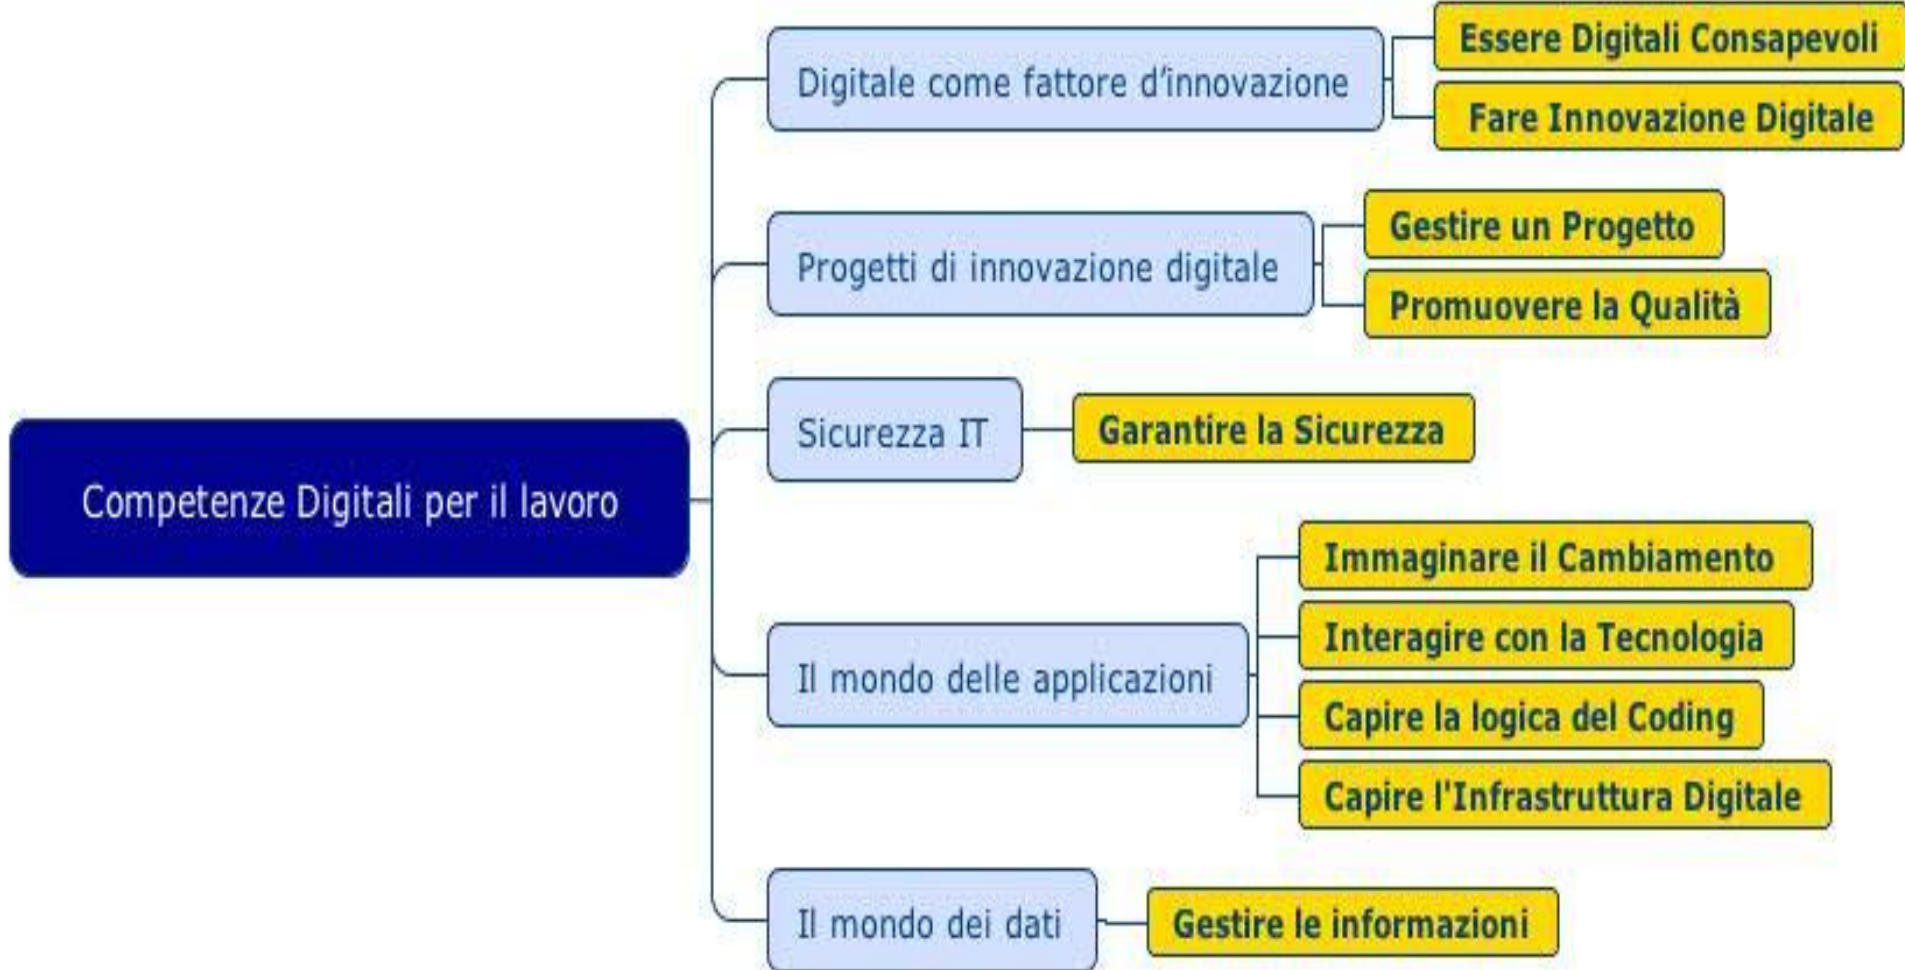 Competenze Digitali per il lavoro
Digitale come fattore d’innovazione
Essere Digitali Consapevoli
Fare Innovazione Digitale
Progetti di innovazione digitale
Gestire un Progetto
Promuovere la Qualità
Sicurezza IT
Garantire la Sicurezza
Il mondo delle applicazioni
Immaginare il Cambiamento
Interagire con la Tecnologia
Capire la logica del Coding
Capire l'Infrastruttura Digitale
Il mondo dei dati
Gestire le informazioni